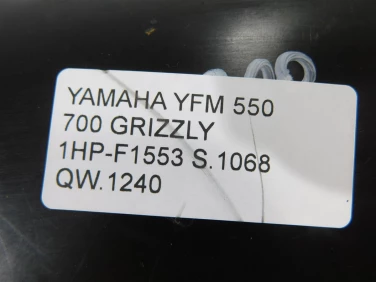 YAMAHA YFM 550
700 GRIZZLY
1HP-F1553 S.1068
QW.1240